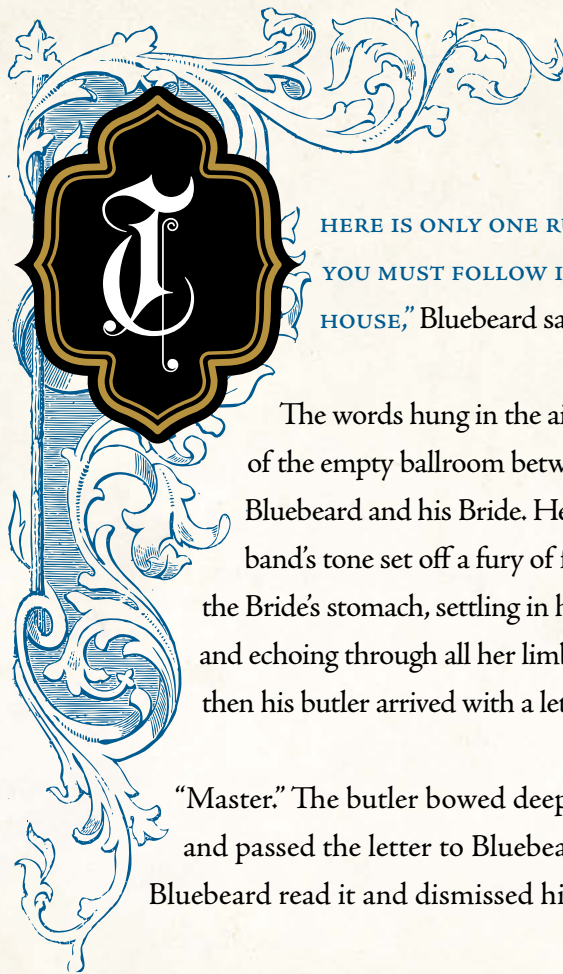 THERE IS ONLY ONE RU
YOU MUST FOLLOW I
HOUSE,” Bluebeard sa
The words hung in the ai
of the empty ballroom betw
Bluebeard and his Bride. He
band’s tone set off a fury of f
the Bride’s stomach, settling in h
and echoing through all her limb
then his butler arrived with a let
“Master.” The butler bowed deep
and passed the letter to Bluebea
Bluebeard read it and dismissed hi